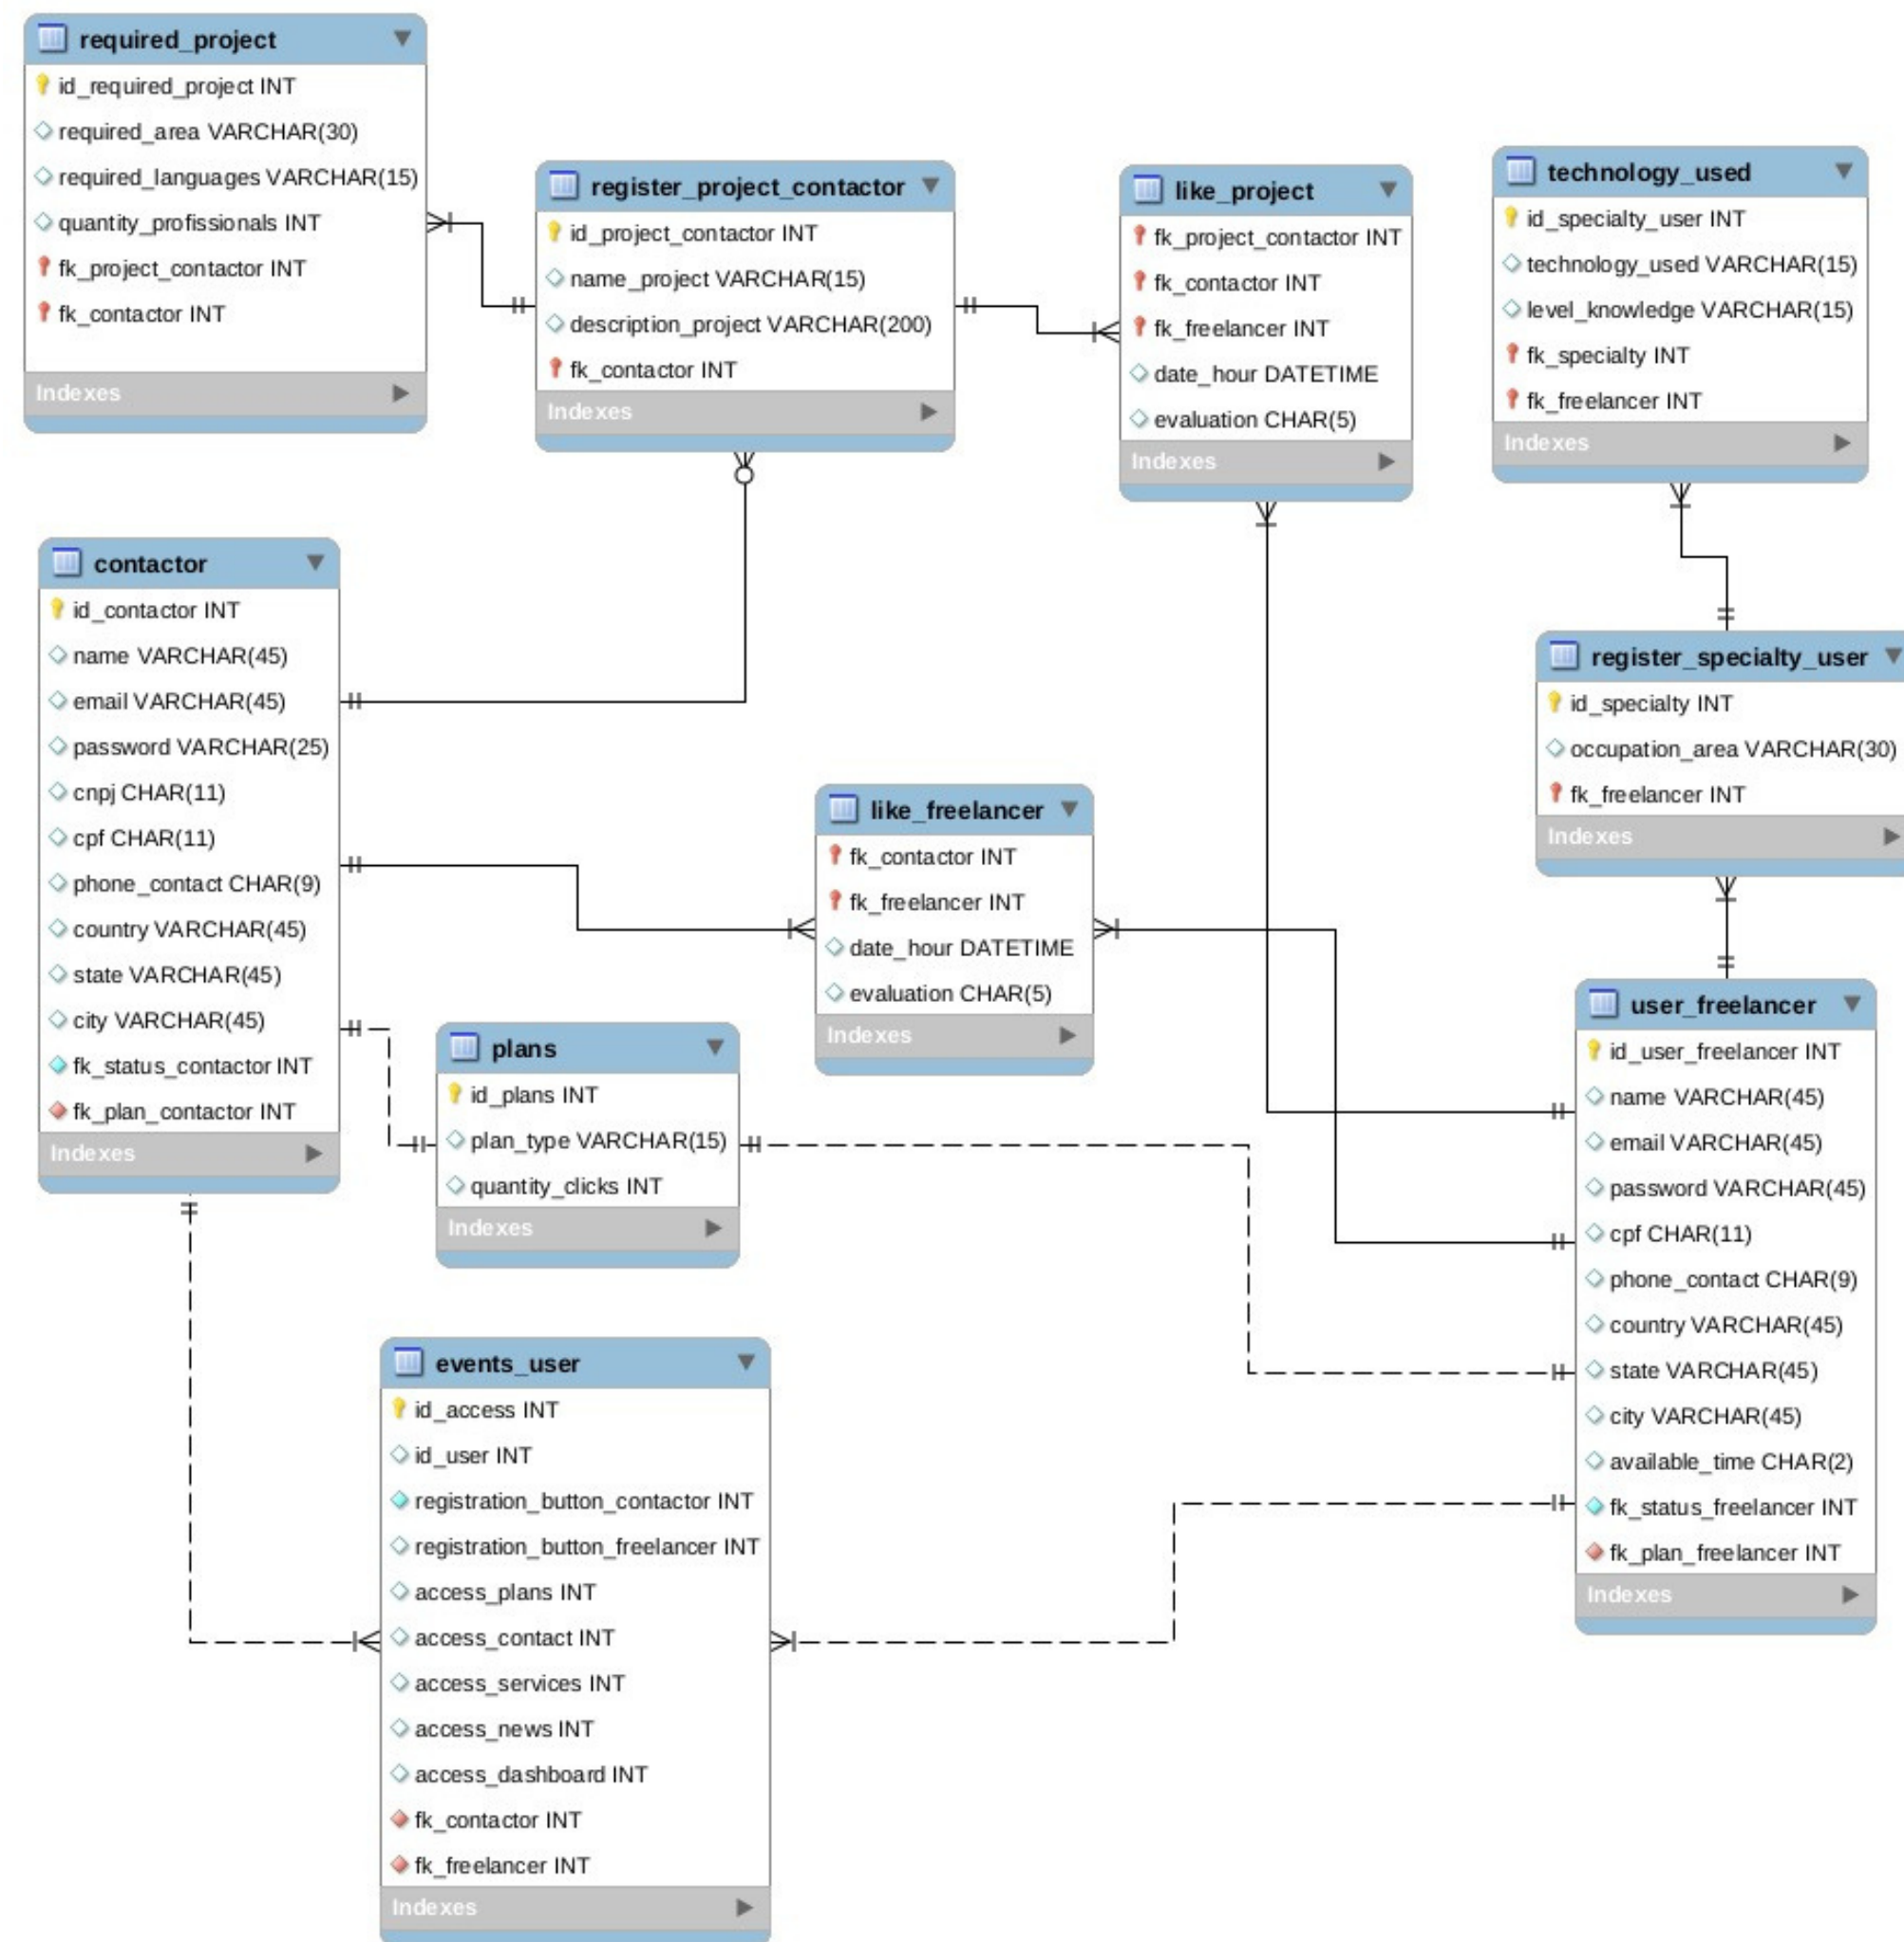 required_project
id_required_project INT
required_area VARCHAR(30)
required_languages VARCHAR(15)
quantity_profissionals INT
fk_project_contactor INT
fk_contactor INT
Indexes
register_project_contactor
id_project_contactor INT
name_project VARCHAR(15)
description_project VARCHAR(200)
fk_contactor INT
Indexes
like_project
fk_project_contactor INT
fk_contactor INT
fk_freelancer INT
date_hour DATETIME
evaluation CHAR(5)
Indexes
technology_used
id_specialty_user INT
technology_used VARCHAR(15)
level_knowledge VARCHAR(15)
fk_specialty INT
fk_freelancer INT
Indexes
contactor
id_contactor INT
name VARCHAR(45)
email VARCHAR(45)
password VARCHAR(25)
cnpj CHAR(11)
cpf CHAR(11)
phone_contact CHAR(9)
country VARCHAR(45)
state VARCHAR(45)
city VARCHAR(45)
fk_status_contactor INT
fk_plan_contactor INT
Indexes
register_specialty_user
id_specialty INT
occupation_area VARCHAR(30)
fk_freelancer INT
Indexes
like_freelancer
fk_contactor INT
fk_freelancer INT
date_hour DATETIME
evaluation CHAR(5)
Indexes
plans
id_plans INT
plan_type VARCHAR(15)
quantity_clicks INT
Indexes
user_freelancer
id_user_freelancer INT
name VARCHAR(45)
email VARCHAR(45)
password VARCHAR(45)
cpf CHAR(11)
phone_contact CHAR(9)
country VARCHAR(45)
state VARCHAR(45)
city VARCHAR(45)
available_time CHAR(2)
fk_status_freelancer INT
fk_plan_freelancer INT
Indexes
events_user
id_access INT
id_user INT
registration_button_contactor INT
registration_button_freelancer INT
access_plans INT
access_contact INT
access_services INT
access_news INT
access_dashboard INT
fk_contactor INT
fk_freelancer INT
Indexes